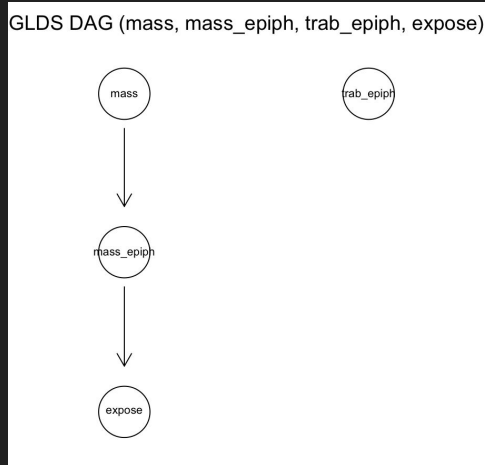 GLDS DAG (mass, mass_epiph, trab_epiph, expose)
mass
trab_epiph
mass_epiph
expose